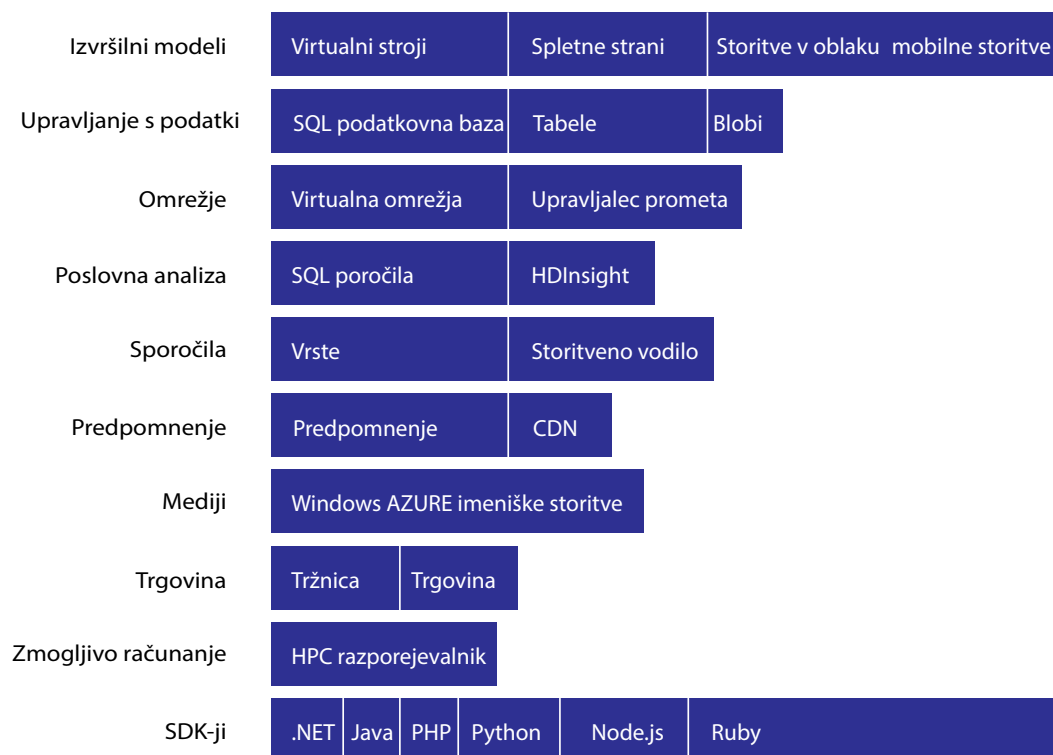 Izvršilni modeli Virtualni stroji Spletne strani Storitve v oblaku mobilne storitve
Upravljanje s podatki SQL podatkovna baza Tabele Blobi
Omrežje Virtualna omrežja Upravljalec prometa
Poslovna analiza SQL poročila HDInsight
Sporočila Vrste Storitveno vodilo
Predpomnenje Predpomnenje CDN
Mediji Windows AZURE imeniške storitve
Trgovina Tržnica Trgovina
Zmogljivo računanje HPC razporejevalnik
SDK-ji .NET Java PHP Python Node.js Ruby